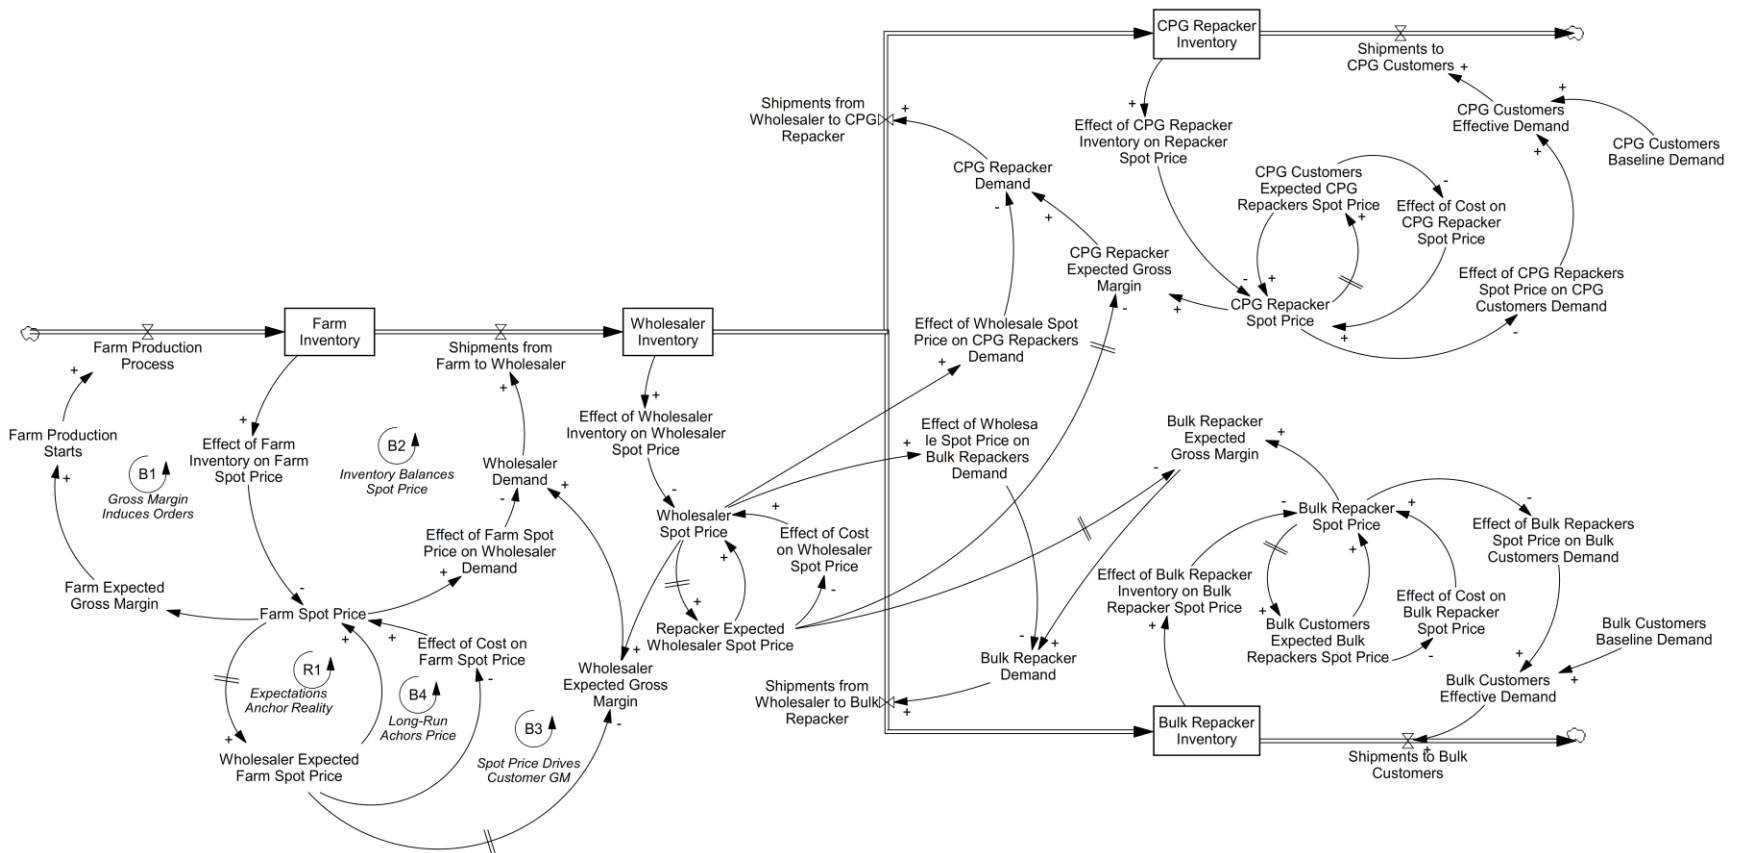 CPG Repacker
Inventory
Shipments to
CPG Customers
+
Shipments from
Wholesaler to CPG
Repacker
+
+
Effect of CPG Repacker
Inventory on Repacker
Spot Price
+
CPG Customers
Effective Demand
+
CPG Customers
Baseline Demand
CPG Repacker
Demand
-
+
CPG Customers
Expected CPG
Repackers Spot Price
+
-
Effect of Cost on
CPG Repacker
Spot Price
CPG Repacker
Expected Gross
Margin
-
+
-
+
CPG Repacker
Spot Price
+
Effect of CPG Repackers
Spot Price on CPG
Customers Demand
-
Farm
Inventory
Wholesaler
Inventory
Farm Production
Process
+
Shipments from
Farm to Wholesaler
+
Effect of Wholesale Spot
Price on CPG Repackers
Demand
+
Farm Production
Starts
+
+
Effect of Farm
Inventory on Farm
Spot Price
B1
Gross Margin
Induces Orders
B2
Inventory Balances
Spot Price
Wholesaler
Demand
-
+
+
Effect of Wholesaler
Inventory on Wholesaler
Spot Price
-
Effect of Wholesa
le Spot Price on
Bulk Repackers
Demand
+
Bulk Repacker
Expected
Gross Margin
+
-
Wholesaler
Spot Price
+
+
Effect of Cost
on Wholesaler
Spot Price
-
Effect of Farm Spot
Price on Wholesaler
Demand
+
Bulk Repacker
Spot Price
-
+
+
-
Effect of Bulk Repackers
Spot Price on Bulk
Customers Demand
Farm Expected
Gross Margin
-
Farm Spot Price
+
+
Effect of Cost on
Farm Spot Price
-
+
Repacker Expected
Wholesaler Spot Price
Effect of Bulk Repacker
Inventory on Bulk
Repacker Spot Price
+
+
Bulk Customers
Expected Bulk
Repackers Spot Price
Effect of Cost on
Bulk Repacker
Spot Price
-
Bulk Customers
Baseline Demand
R1
Expectations
Anchor Reality
B4
Long-Run
Achors Price
+
Wholesaler
Expected Gross
Margin
-
-
+
Bulk Repacker
Demand
+
Bulk Customers
Effective Demand
+
Shipments from
Wholesaler to Bulk
Repacker
+
B3
Spot Price Drives
Customer GM
+
Wholesaler Expected
Farm Spot Price
Bulk Repacker
Inventory
+
Shipments to Bulk
Customers